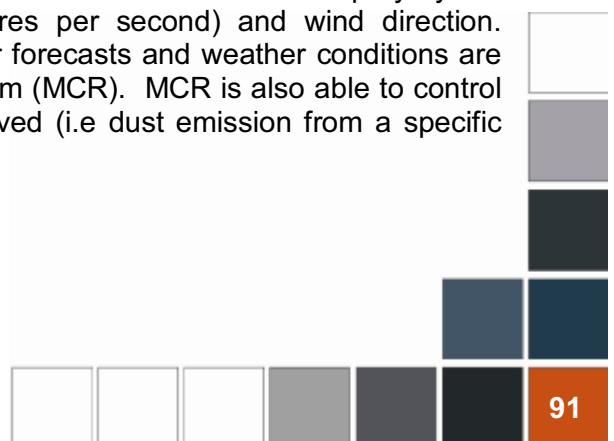 res per second) and wind direction.
forecasts and weather conditions are
m (MCR). MCR is also able to control
ved (i.e dust emission from a specific
91